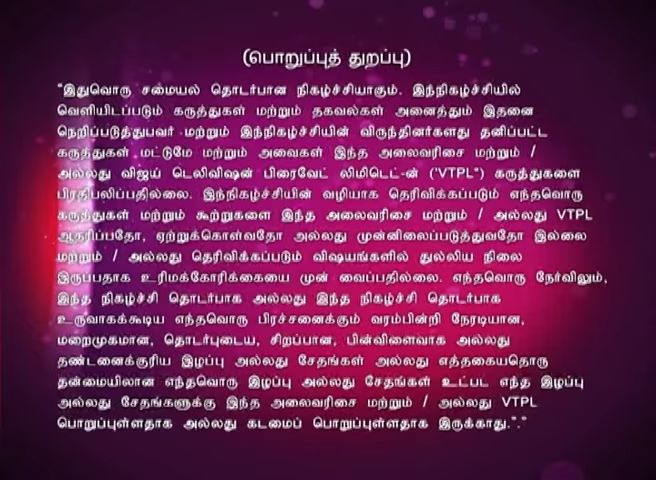 (பொறுப்புத் துறப்பு)
"இதுவொரு சமையல் தொடர்பான நிகழ்ச்சியாகும். இந்நிகழ்ச்சியில்
வெளியிடப்படும் கருத்துகள் மற்றும் தகவல்கள் அனைத்தும் இதனை
நெறிப்படுத்துபவர் மற்றும் இந்நிகழ்ச்சியின் விருந்தினர்களது தனிப்பட்ட
கருத்துகள் மட்டுமே மற்றும் அவைகள் இந்த அலைவரிசை மற்றும் /
அல்லது விஜய் டெலிவிஷன் பிரைவேட் லிமிடெட்-ன் ("VTPL") கருத்துகளை
பிரதிபலிப்பதில்லை. இந்நிகழ்ச்சியின் வழியாக தெரிவிக்கப்படும் எந்தவொரு
கருத்துகள் மற்றும் கூற்றுகளை இந்த அலைவரிசை மற்றும் / அல்லது VTPL
ஆதரிப்பதோ, ஏற்றுக்கொள்வதோ அல்லது முன்னிலைப்படுத்துவதோ இல்லை
மற்றும் / அல்லது தெரிவிக்கப்படும் விஷயங்களில் துல்லிய நிலை
இருப்பதாக உரிமக்கோரிக்கையை முன் வைப்பதில்லை. எந்தவொரு நேர்விலும்,
இந்த நிகழ்ச்சி தொடர்பாக அல்லது இந்த நிகழ்ச்சி தொடர்பாக
உருவாகக்கூடிய எந்தவொரு பிரச்சனைக்கும் வரம்பின்றி நேரடியான,
மறைமுகமான, தொடர்புடைய, சிறப்பான, பின்விளைவாக அல்லது
தண்டனைக்குரிய இழப்பு அல்லது சேதங்கள் அல்லது எத்தகையதொரு
தன்மையிலான எந்தவொரு இழப்பு அல்லது சேதங்கள் உட்பட எந்த இழப்பு
அல்லது சேதங்களுக்கு இந்த அலைவரிசை மற்றும் / அல்லது VTPL
பொறுப்புள்ளதாக அல்லது கடமைப் பொறுப்புள்ளதாக இருக்காது."."